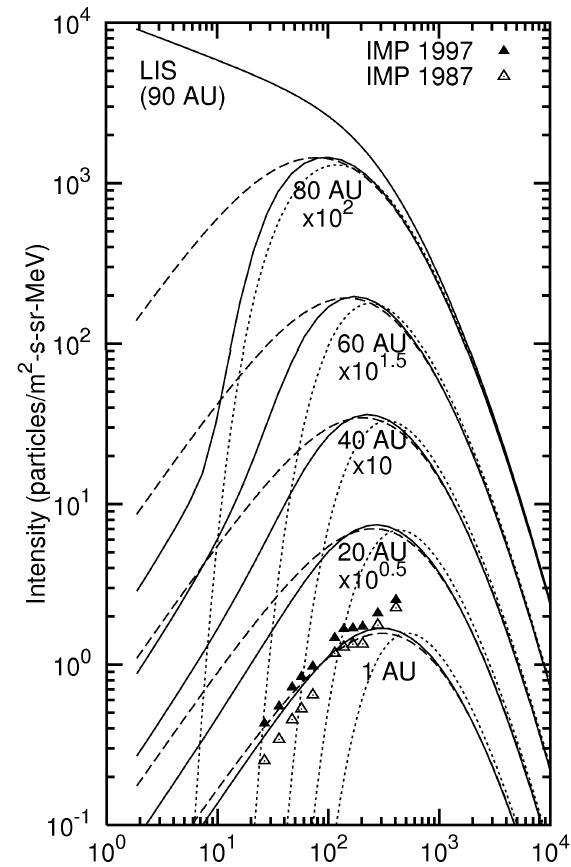 10^4
IMP 1997
IMP 1987
LIS
(90 AU)
10^3
80 AU
x10^2
10^2
60 AU
x10^1.5
40 AU
x10
10^1
20 AU
x10^0.5
10^0
1 AU
10^-1
10^0 10^1 10^2 10^3 10^4
Intensity (particles/m^2-s-sr-MeV)